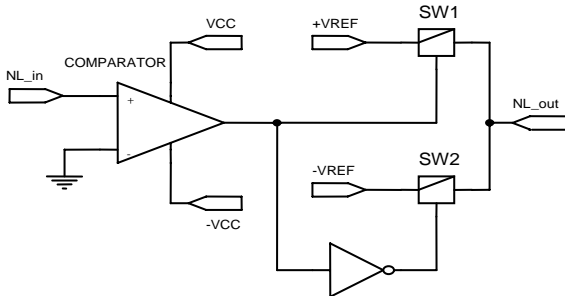 SW1
VCC
+VREF
COMPARATOR
NL_in
+
NL_out
-
SW2
-VREF
-VCC